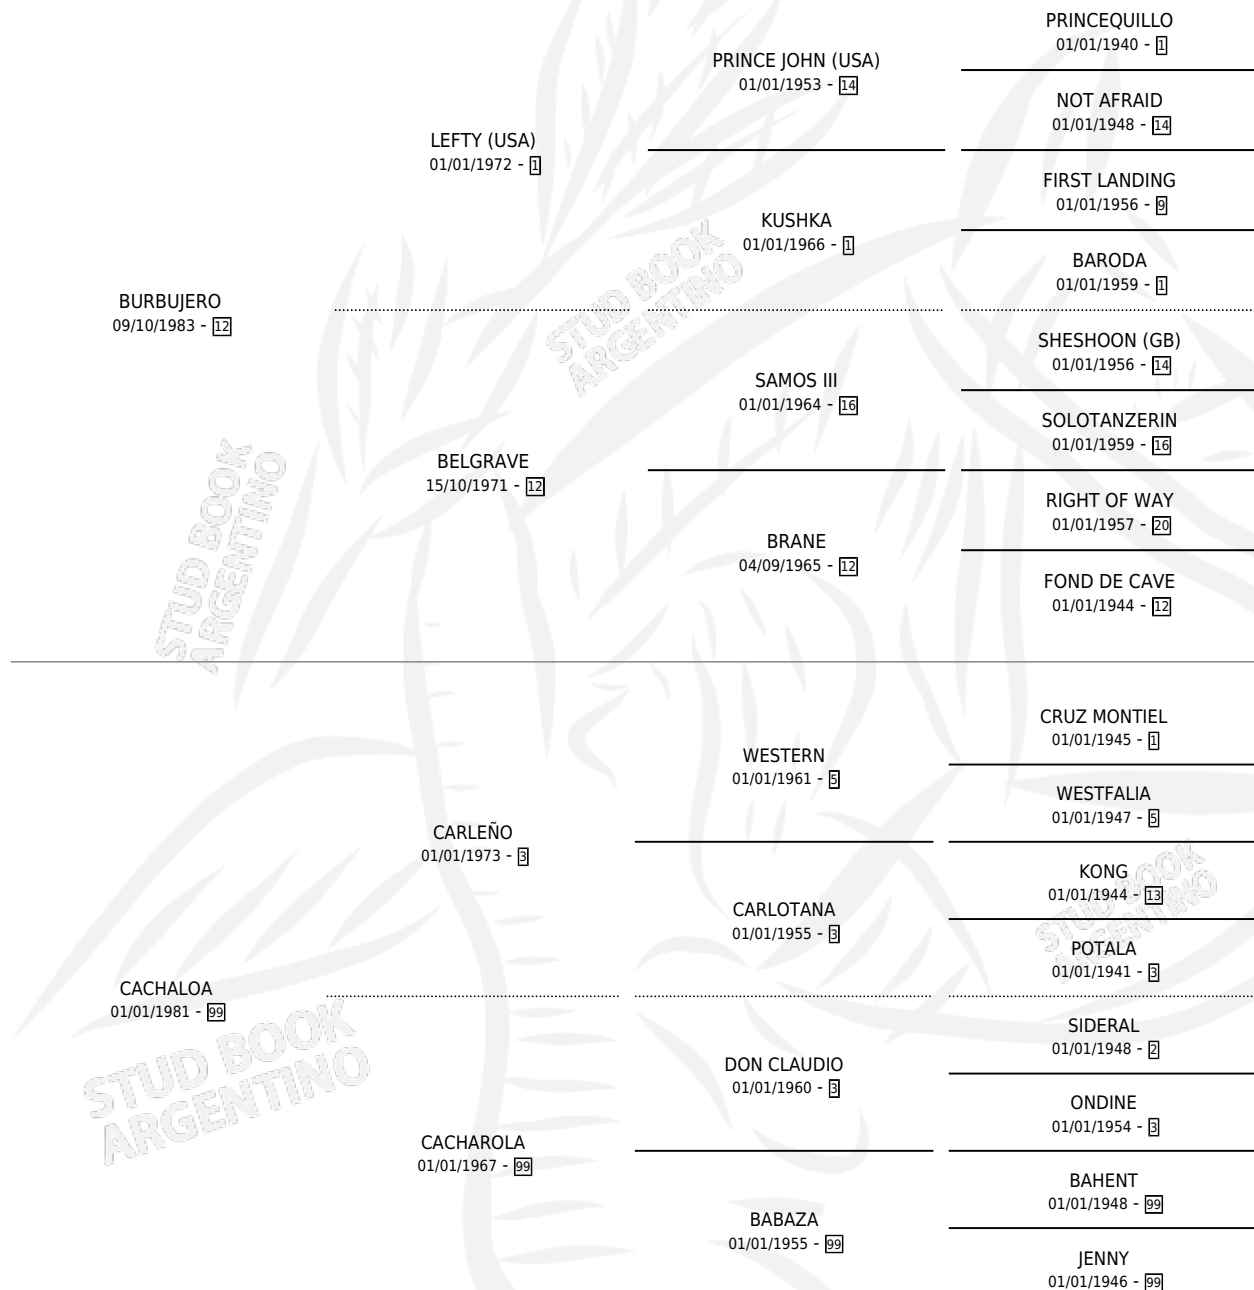 PRINCEQUILLO
01/01/1940 - 1
PRINCE JOHN (USA)
01/01/1953 - 14
NOT AFRAID
01/01/1948 - 14
LEFTY (USA)
01/01/1972 - 1
FIRST LANDING
01/01/1956 - 9
KUSHKA
01/01/1966 - 1
BARODA
01/01/1959 - 1
BURBUJERO
09/10/1983 - 12
STUD BOOK
ARGENTINO
SHESHOON (GB)
01/01/1956 - 14
SAMOS III
01/01/1964 - 16
SOLOTANZERIN
01/01/1959 - 16
BELGRAVE
15/10/1971 - 12
RIGHT OF WAY
01/01/1957 - 20
BRANE
04/09/1965 - 12
FOND DE CAVE
01/01/1944 - 12
STUD BOOK
ARGENTINO
CRUZ MONTIEL
01/01/1945 - 1
WESTERN
01/01/1961 - 5
WESTFALIA
01/01/1947 - 5
CARLEÑO
01/01/1973 - 3
KONG
01/01/1944 - 13
CARLOTANA
01/01/1955 - 3
STUD BOOK
ARGENTINO
POTALA
01/01/1941 - 3
CACHALOA
01/01/1981 - 99
SIDERAL
01/01/1948 - 2
DON CLAUDIO
01/01/1960 - 3
STUD BOOK
ARGENTINO
ONDINE
01/01/1954 - 3
CACHAROLA
01/01/1967 - 99
BAHENT
01/01/1948 - 99
BABAZA
01/01/1955 - 99
JENNY
01/01/1946 - 99